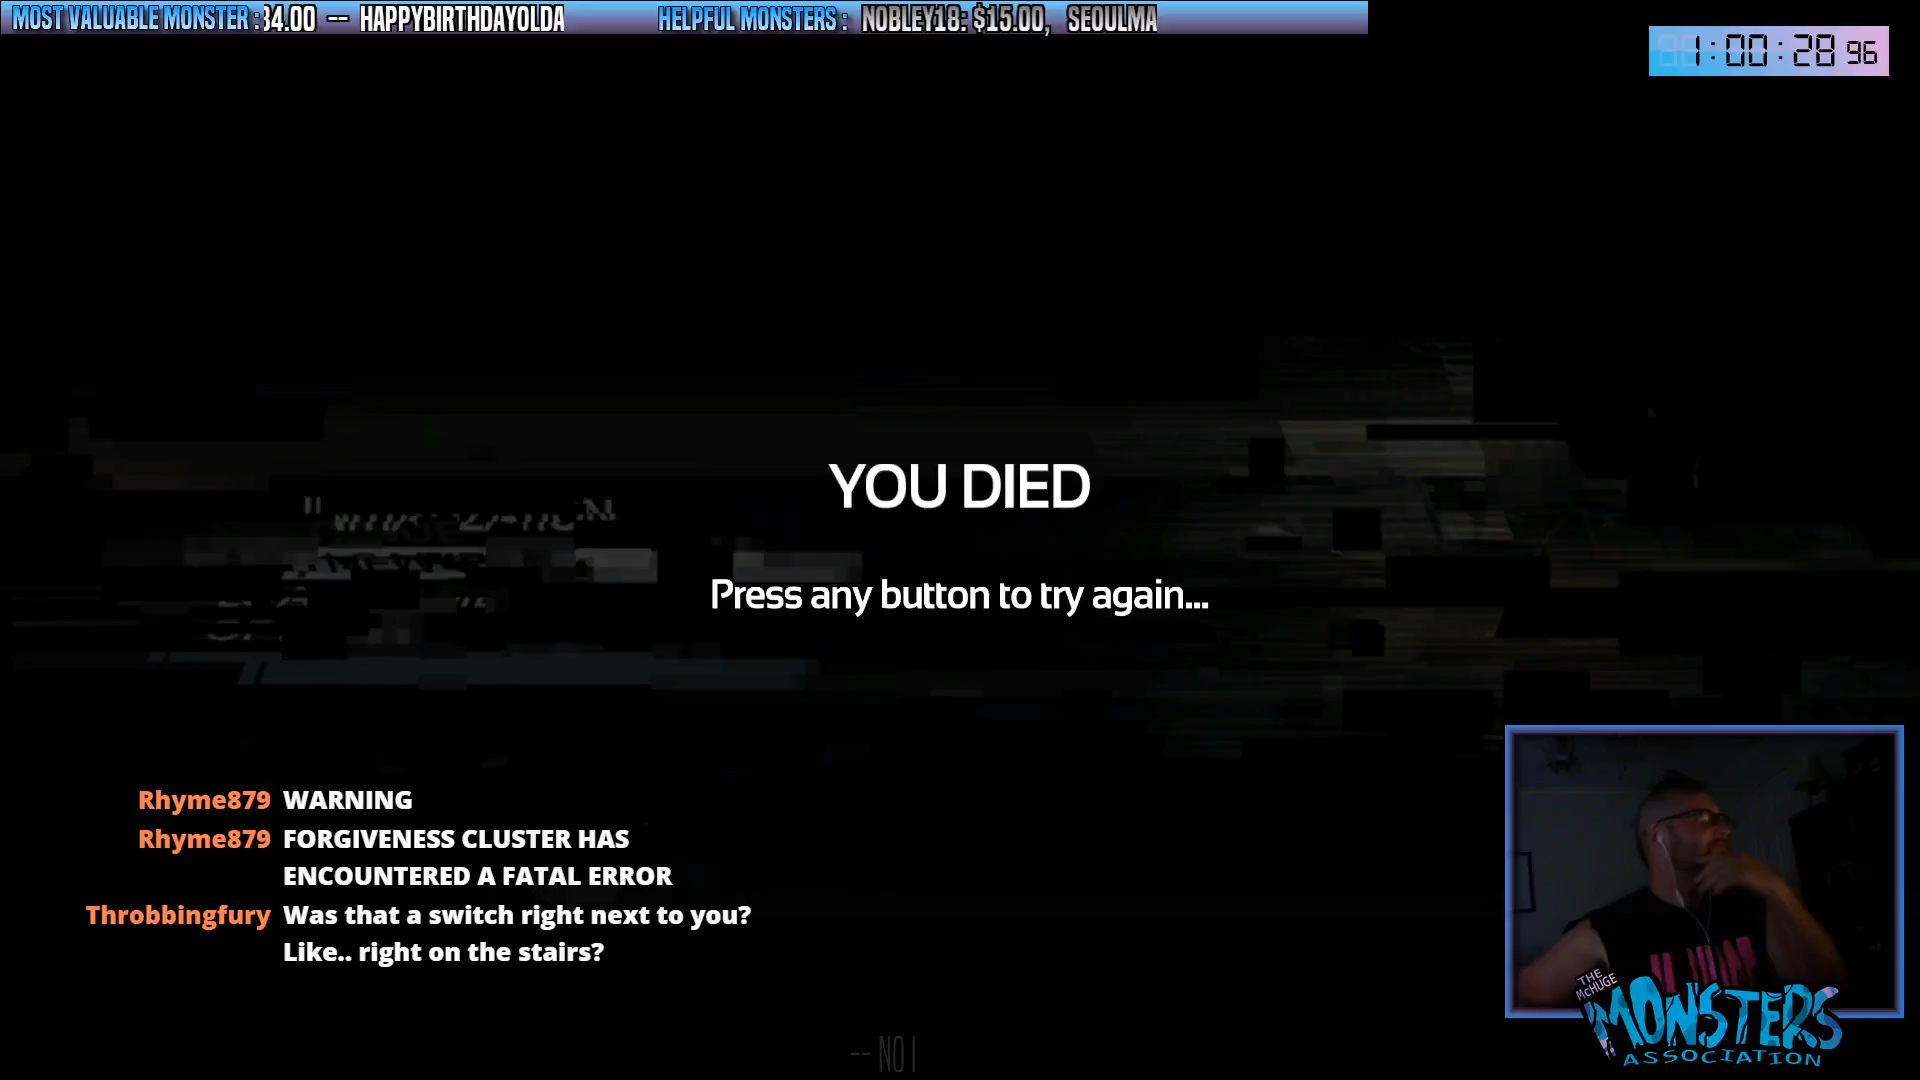 MOST VALUABLE MONSTER : 34.00 -- HAPPYBIRTHDAYOLDA
HELPFUL MONSTERS : NOBLEY18: $15.00, SEOULMA
1:00:28 96
YOU DIED
Press any button to try again...
Rhyme879 WARNING
Rhyme879 FORGIVENESS CLUSTER HAS
ENCOUNTERED A FATAL ERROR
Throbbingfury Was that a switch right next to you?
Like.. right on the stairs?
THE
MCHUGE
MONSTERS
ASSOCIATION
-- NO